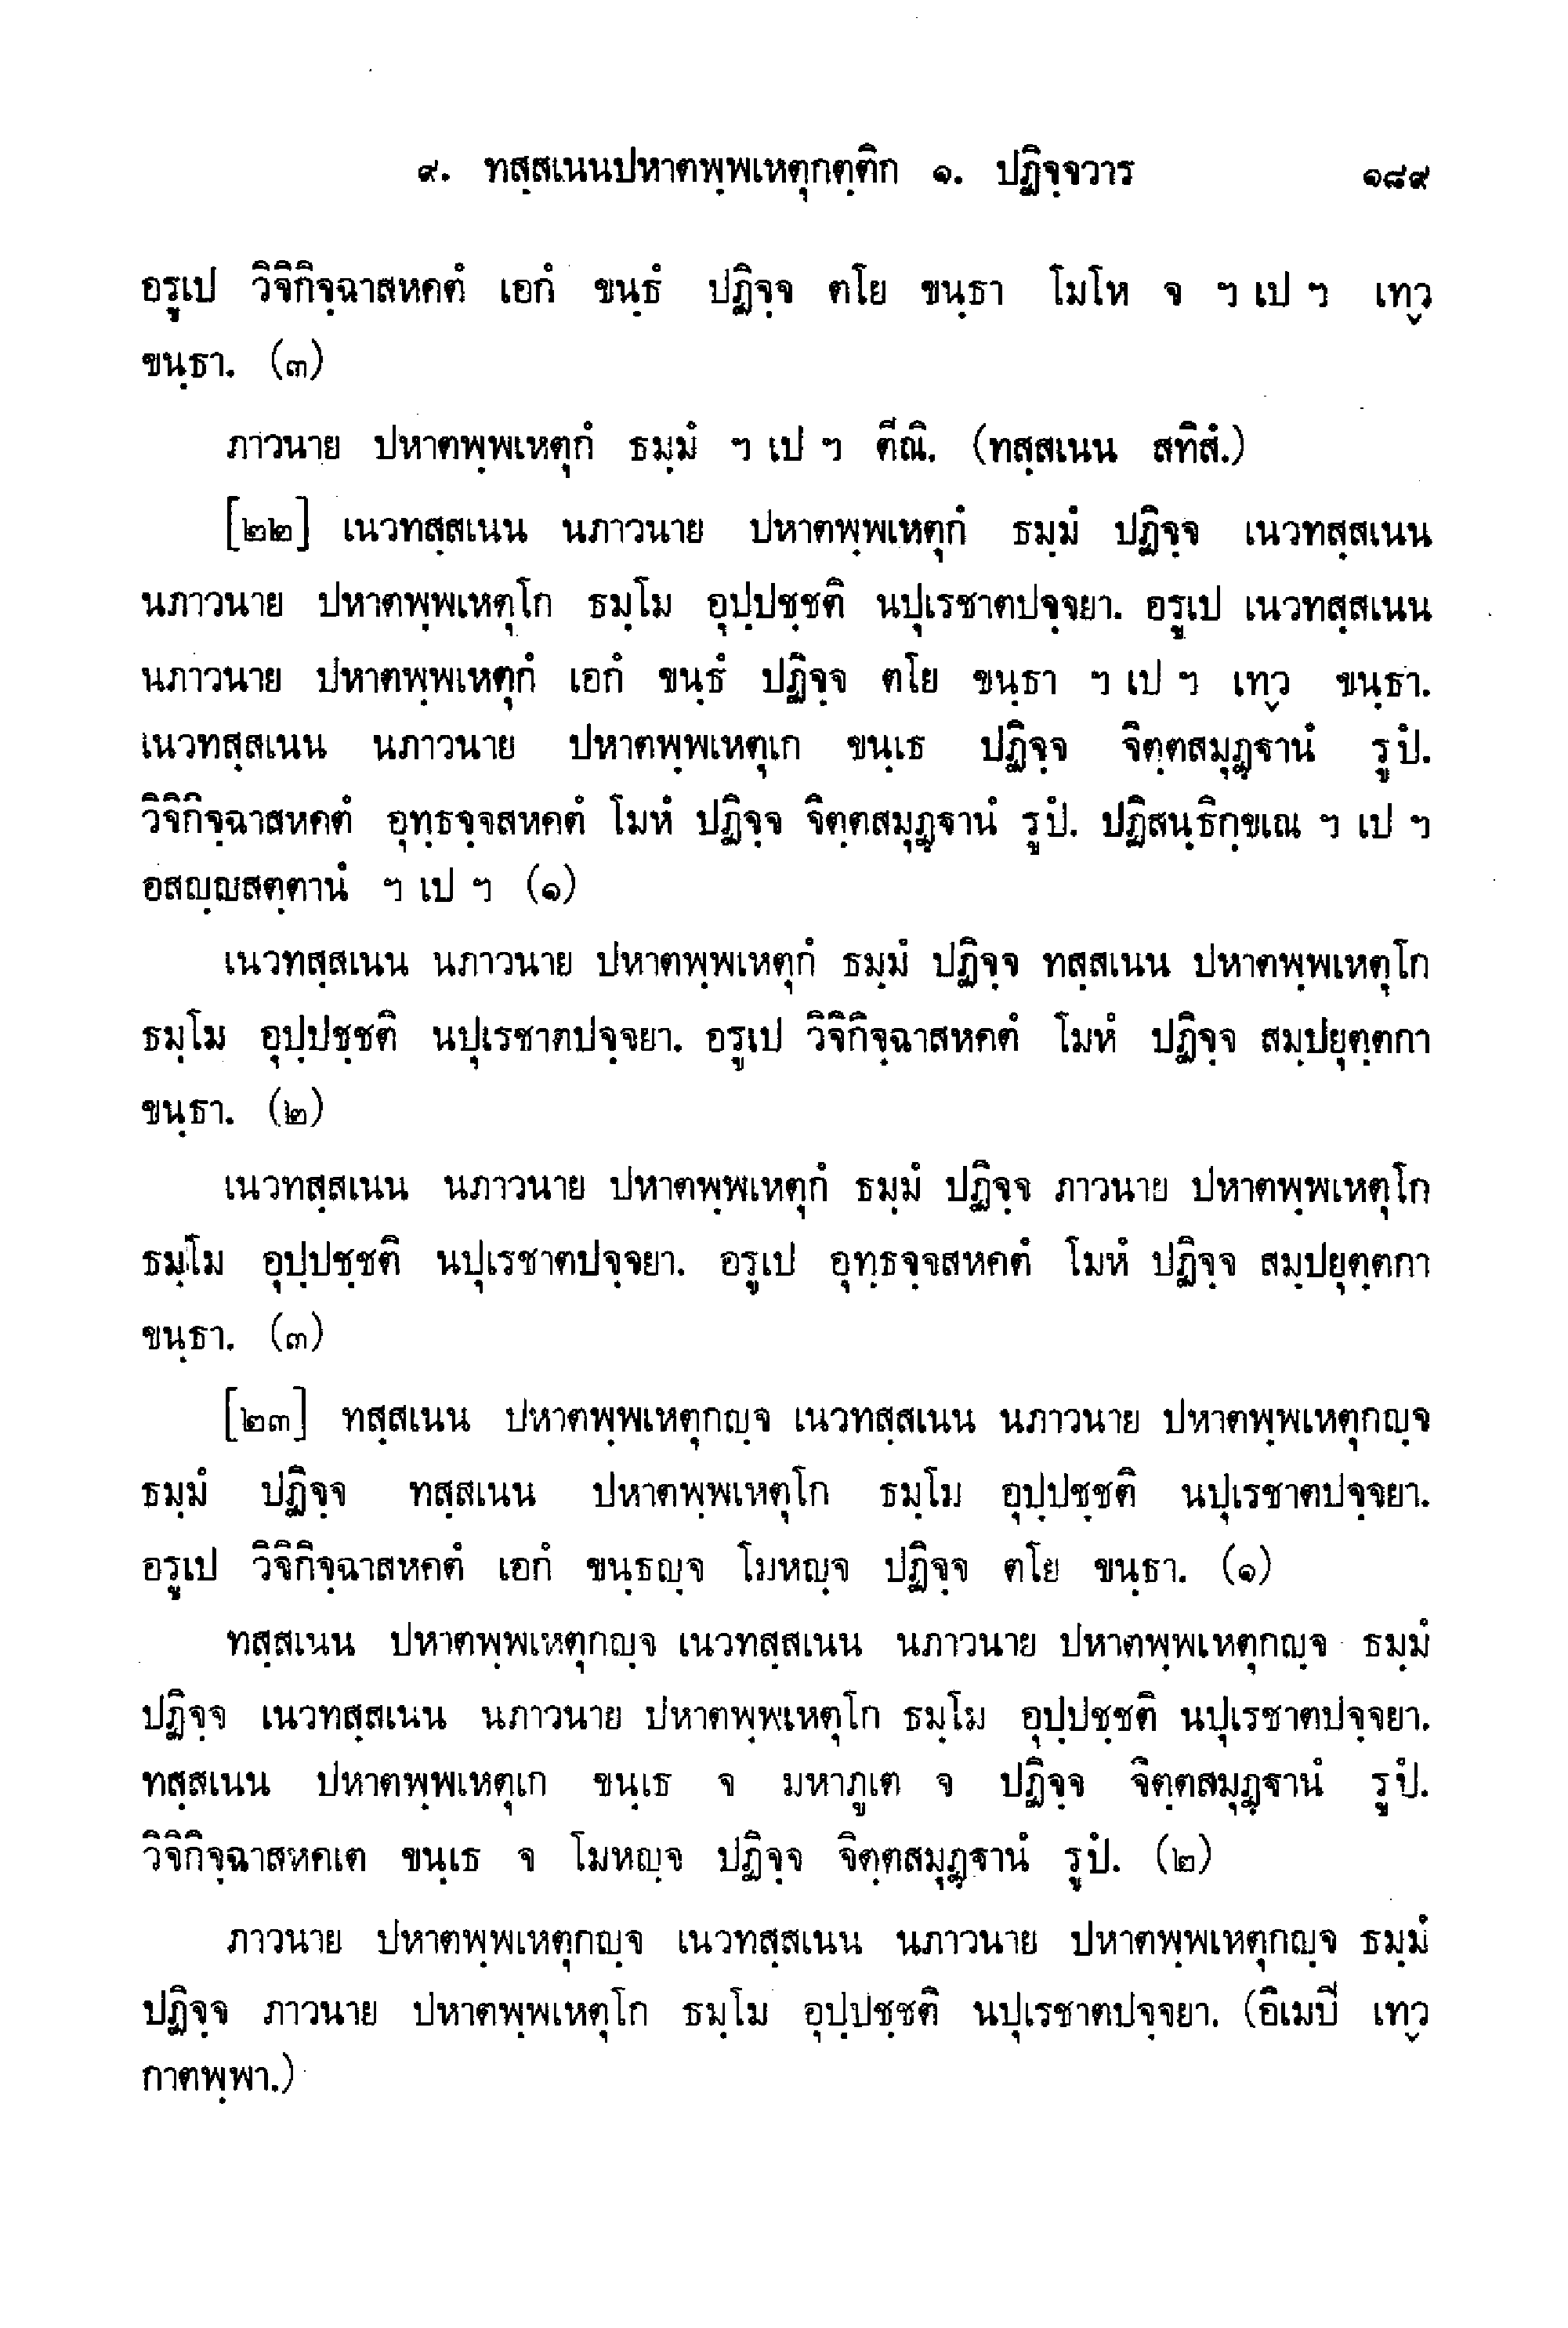 ๙. ทสฺสเนนปหาตพฺพเหตุกตฺติก ๑. ปฏิจฺจวาร ๑๘๙
อรูเป วิจิกิจฺฉาสหคตํ เอกํ ขนฺธํ ปฏิจฺจ ตโย ขนฺธา โมโห จ ฯ เป ฯ เทฺว
ขนฺธา. (๓)
ภาวนาย ปหาตพฺพเหตุกํ ธมฺมํ ฯ เป ฯ ตีณิ. (ทสฺสเนน สทิสํ.)
[๒๒] เนวทสฺสเนน นภาวนาย ปหาตพฺพเหตุกํ ธมฺมํ ปฏิจฺจ เนวทสฺสเนน
นภาวนาย ปหาตพฺพเหตุโก ธมฺโม อุปฺปชฺชติ นปุเรชาตปจฺจยา. อรูเป เนวทสฺสเนน
นภาวนาย ปหาตพฺพเหตุกํ เอกํ ขนฺธํ ปฏิจฺจ ตโย ขนฺธา ฯ เป ฯ เทฺว ขนฺธา.
เนวทสฺสเนน นภาวนาย ปหาตพฺพเหตุเก ขนฺเธ ปฏิจฺจ จิตฺตสมุฏฺฐานํ รูปํ.
วิจิกิจฺฉาสหคตํ อุทฺธจฺจสหคตํ โมหํ ปฏิจฺจ จิตฺตสมุฏฺฐานํ รูปํ. ปฏิสนฺธิกฺขเณ ฯ เป ฯ
อสญฺญสตฺตานํ ฯ เป ฯ (๑)
เนวทสฺสเนน นภาวนาย ปหาตพฺพเหตุกํ ธมฺมํ ปฏิจฺจ ทสฺสเนน ปหาตพฺพเหตุโก
ธมฺโม อุปฺปชฺชติ นปุเรชาตปจฺจยา. อรูเป วิจิกิจฺฉาสหคตํ โมหํ ปฏิจฺจ สมฺปยุตฺตกา
ขนฺธา. (๒)
เนวทสฺสเนน นภาวนาย ปหาตพฺพเหตุกํ ธมฺมํ ปฏิจฺจ ภาวนาย ปหาตพฺพเหตุโก
ธมฺโม อุปฺปชฺชติ นปุเรชาตปจฺจยา. อรูเป อุทฺธจฺจสหคตํ โมหํ ปฏิจฺจ สมฺปยุตฺตกา
ขนฺธา. (๓)
[๒๓] ทสฺสเนน ปหาตพฺพเหตุกญฺจ เนวทสฺสเนน นภาวนาย ปหาตพฺพเหตุกญฺจ
ธมฺมํ ปฏิจฺจ ทสฺสเนน ปหาตพฺพเหตุโก ธมฺโม อุปฺปชฺชติ นปุเรชาตปจฺจยา.
อรูเป วิจิกิจฺฉาสหคตํ เอกํ ขนฺธญฺจ โมหญฺจ ปฏิจฺจ ตโย ขนฺธา. (๑)
ทสฺสเนน ปหาตพฺพเหตุกญฺจ เนวทสฺสเนน นภาวนาย ปหาตพฺพเหตุกญฺจ ธมฺมํ
ปฏิจฺจ เนวทสฺสเนน นภาวนาย ปหาตพฺพเหตุโก ธมฺโม อุปฺปชฺชติ นปุเรชาตปจฺจยา.
ทสฺสเนน ปหาตพฺพเหตุเก ขนฺเธ จ มหาภูเต จ ปฏิจฺจ จิตฺตสมุฏฺฐานํ รูปํ.
วิจิกิจฺฉาสหคเต ขนฺเธ จ โมหญฺจ ปฏิจฺจ จิตฺตสมุฏฺฐานํ รูปํ. (๒)
ภาวนาย ปหาตพฺพเหตุกญฺจ เนวทสฺสเนน นภาวนาย ปหาตพฺพเหตุกญฺจ ธมฺมํ
ปฏิจฺจ ภาวนาย ปหาตพฺพเหตุโก ธมฺโม อุปฺปชฺชติ นปุเรชาตปจฺจยา. (อิเมปิ เทฺว
กาตพฺพา.)